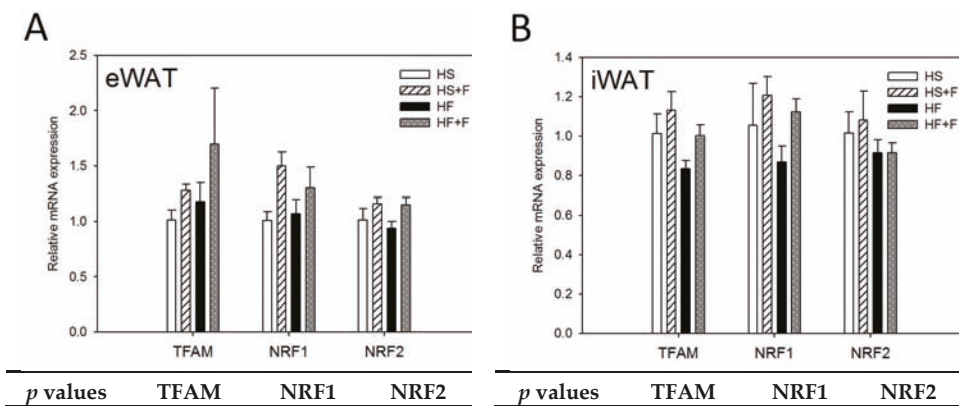 A
eWAT
HS
HS+F
HF
HF+F
Relative mRNA expression
2.5
2.0
1.5
1.0
0.5
0.0
TFAM NRF1 NRF2
p values TFAM NRF1 NRF2
B
iWAT
HS
HS+F
HF
HF+F
Relative mRNA expression
1.4
1.2
1.0
0.8
0.6
0.4
0.2
0.0
TFAM NRF1 NRF2
p values TFAM NRF1 NRF2